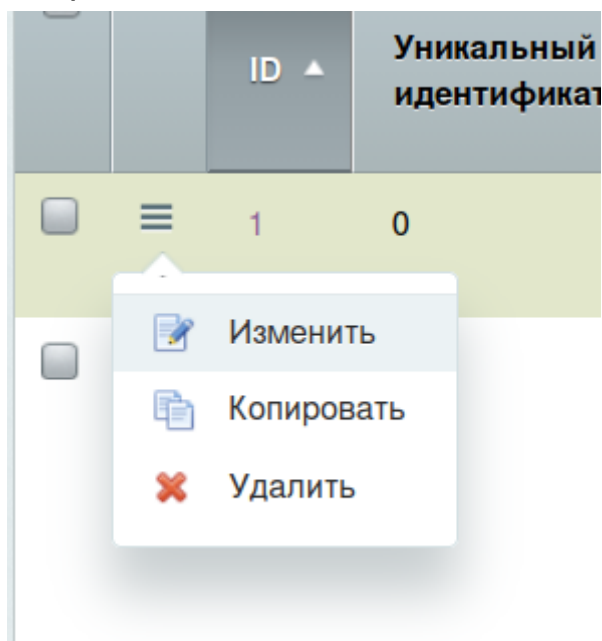 ID
Уникальный
идентификат
1
0
Изменить
Копировать
Удалить